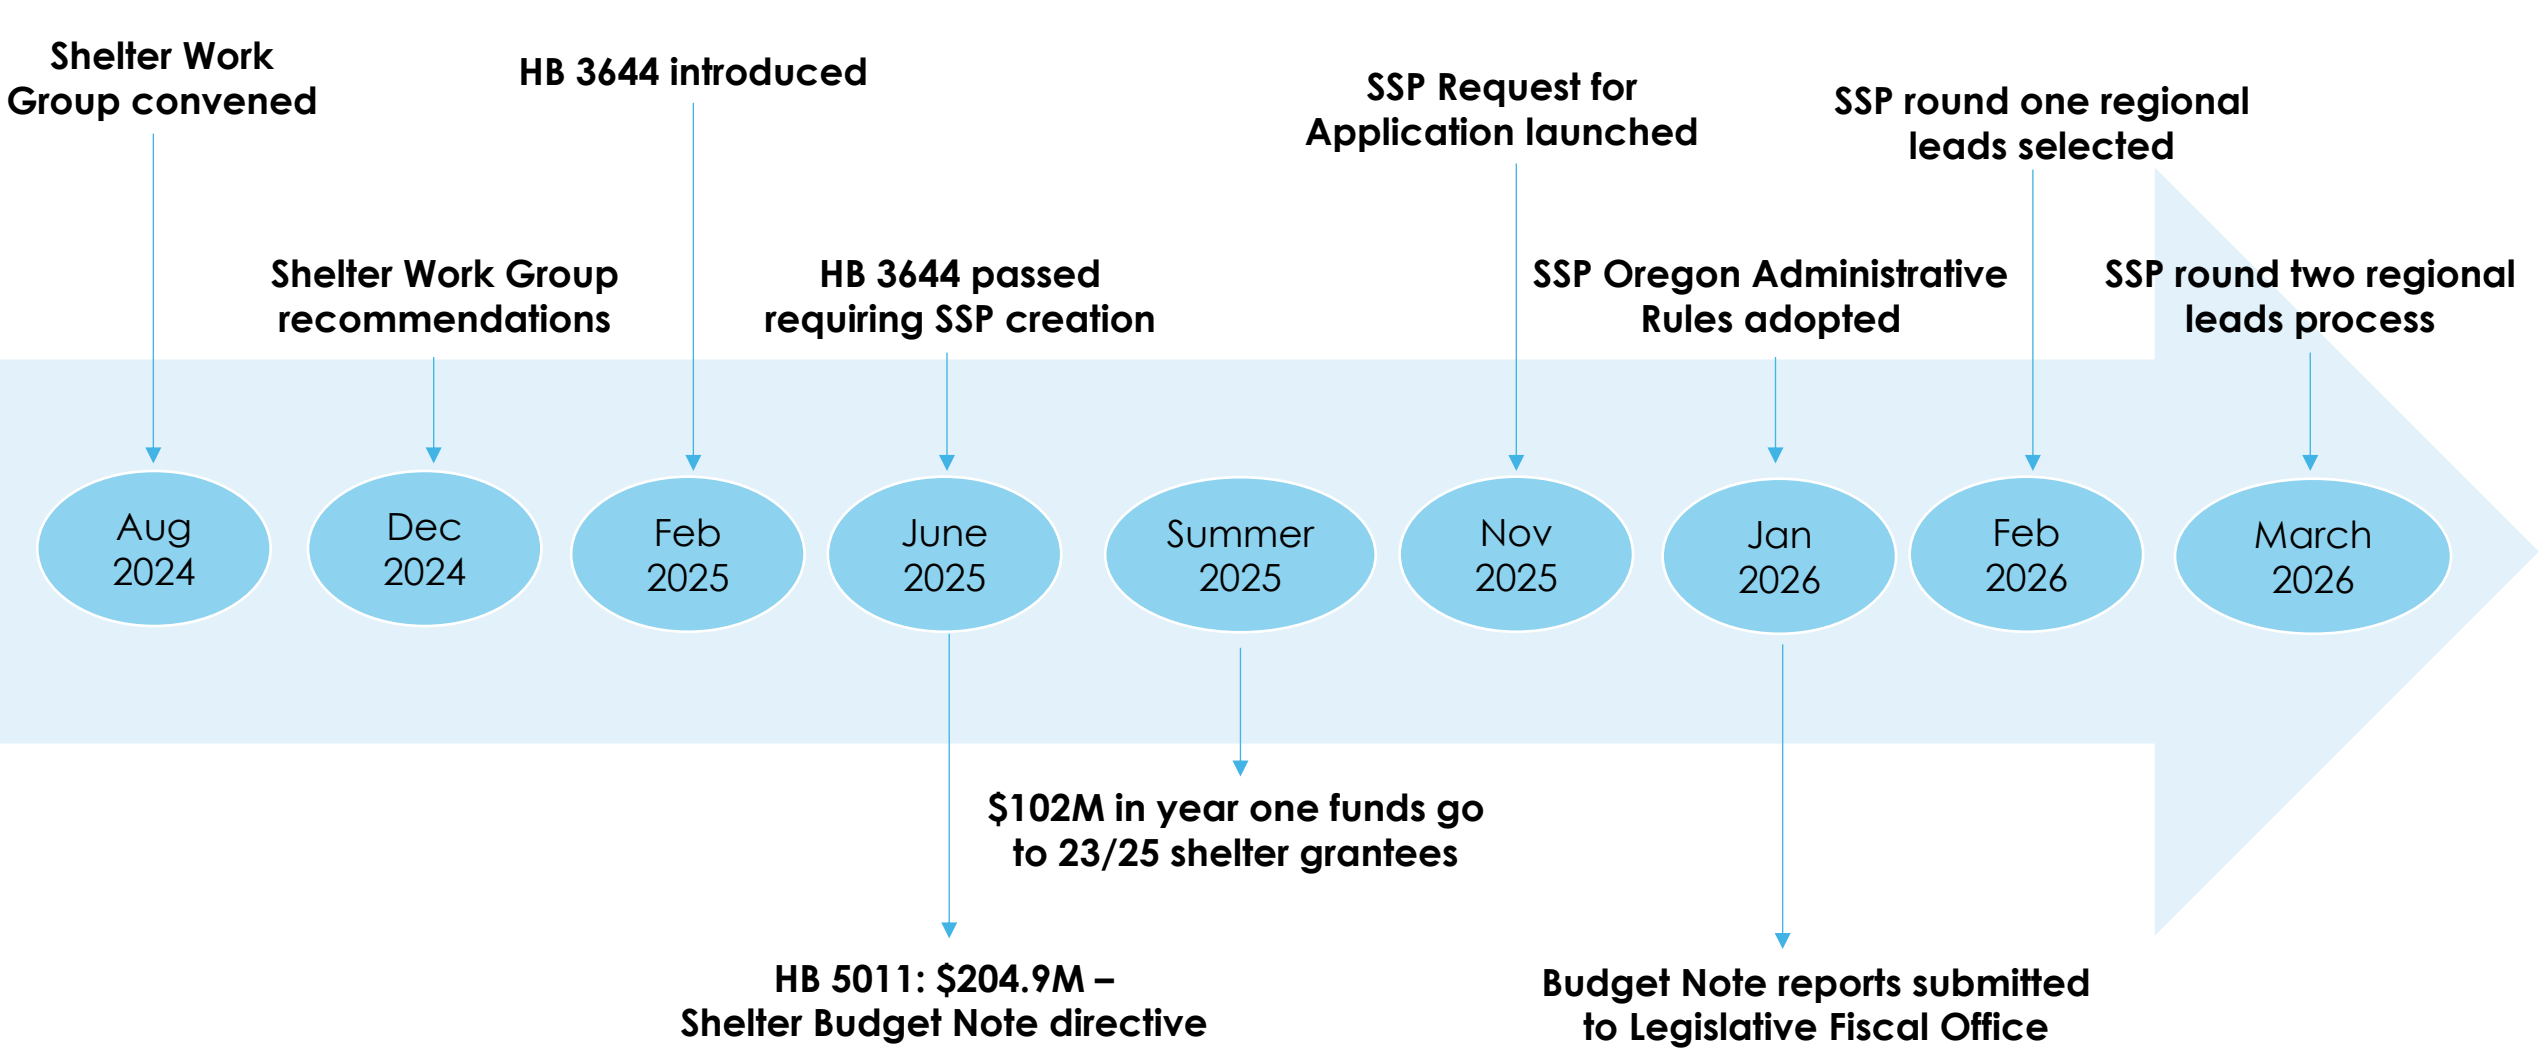 Shelter Work
Group convened
HB 3644 introduced
SSP Request for
Application launched
SSP round one regional
leads selected
Shelter Work Group
recommendations
HB 3644 passed
requiring SSP creation
SSP Oregon Administrative
Rules adopted
SSP round two regional
leads process
Aug
2024
Dec
2024
Feb
2025
June
2025
Summer
2025
Nov
2025
Jan
2026
Feb
2026
March
2026
$102M in year one funds go
to 23/25 shelter grantees
HB 5011: $204.9M –
Shelter Budget Note directive
Budget Note reports submitted
to Legislative Fiscal Office